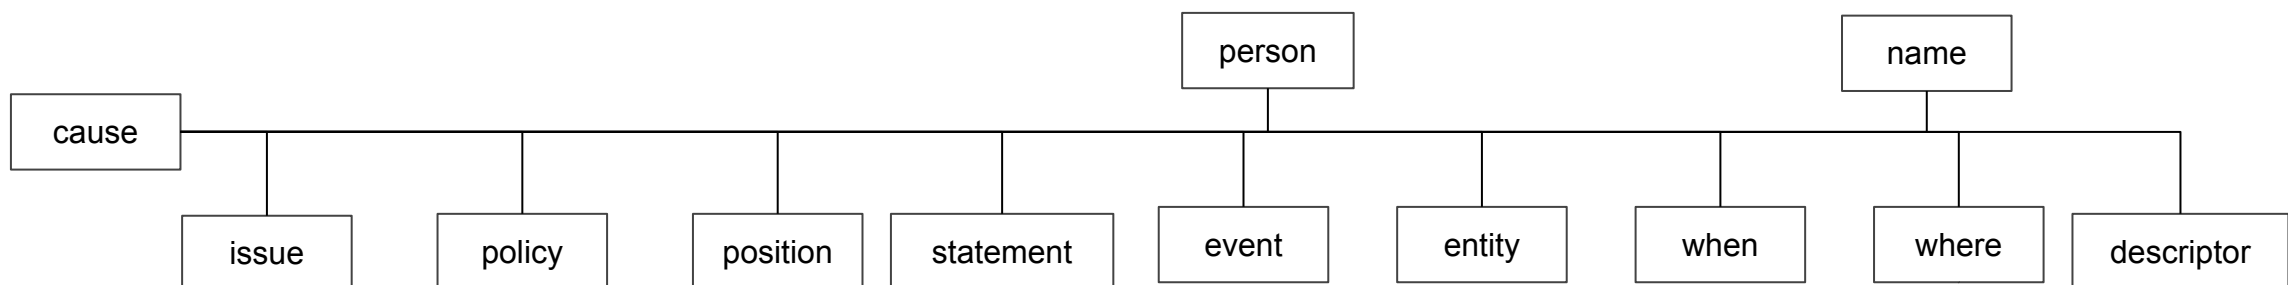 person
name
cause
issue
policy
position
statement
event
entity
when
where
descriptor